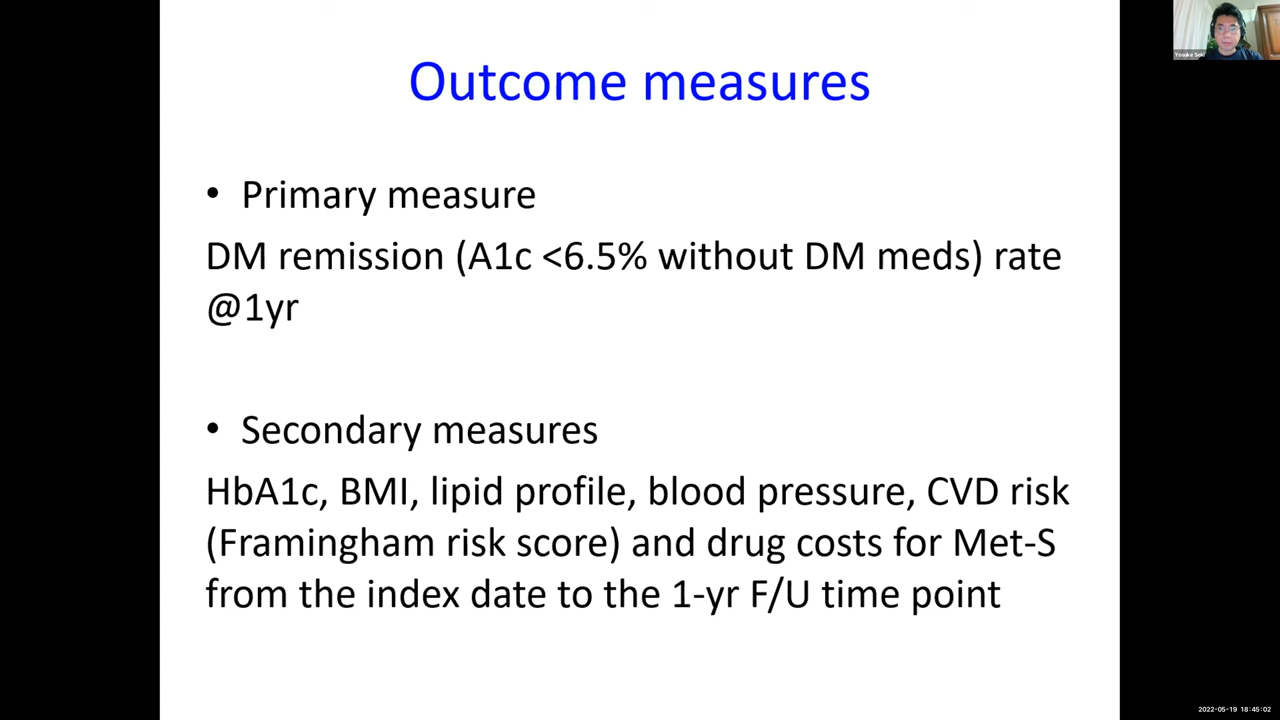 Outcome measures
• Primary measure
DM remission (A1c <6.5% without DM meds) rate
@1yr
• Secondary measures
HbA1c, BMI, lipid profile, blood pressure, CVD risk
(Framingham risk score) and drug costs for Met-S
from the index date to the 1-yr F/U time point
Yosuke Seki
2022-05-19 18:45:02